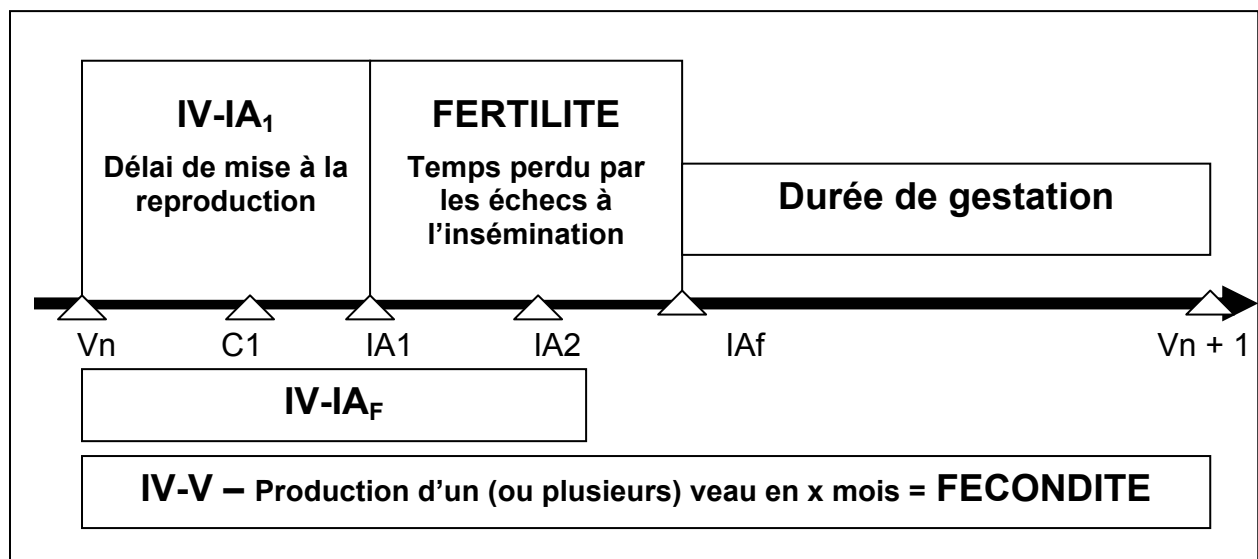 IV-IA₁
Délai de mise à la
reproduction
FERTILITE
Temps perdu par
les échecs à
l’insémination
Durée de gestation
Vn C1 IA1 IA2 IAf Vn + 1
IV-IA_F
IV-V – Production d’un (ou plusieurs) veau en x mois = FECONDITE